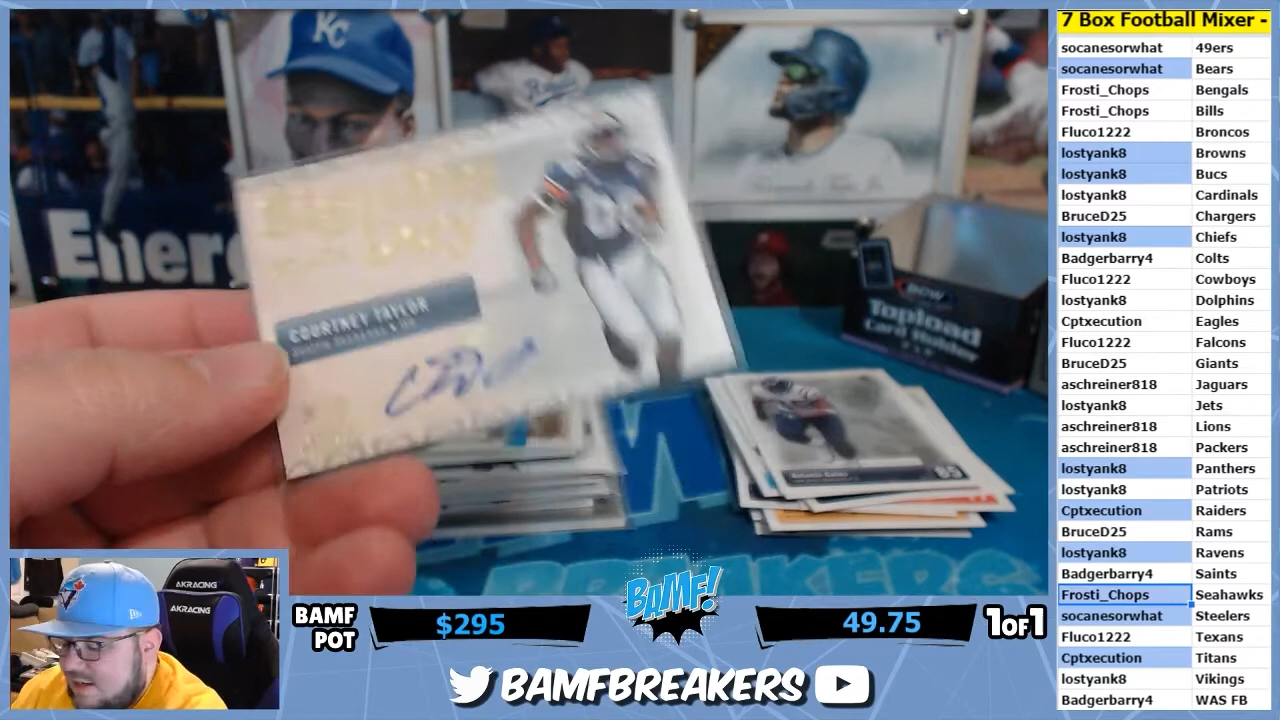 7 Box Football Mixer -
socanesorwhat 49ers
socanesorwhat Bears
Frosti_Chops Bengals
Frosti_Chops Bills
Fluco1222 Broncos
lostyank8 Browns
lostyank8 Bucs
lostyank8 Cardinals
BruceD25 Chargers
lostyank8 Chiefs
Badgerbarry4 Colts
Fluco1222 Cowboys
lostyank8 Dolphins
Cptxecution Eagles
Fluco1222 Falcons
BruceD25 Giants
aschreiner818 Jaguars
lostyank8 Jets
aschreiner818 Lions
aschreiner818 Packers
lostyank8 Panthers
lostyank8 Patriots
Cptxecution Raiders
BruceD25 Rams
lostyank8 Ravens
Badgerbarry4 Saints
Frosti_Chops Seahawks
socanesorwhat Steelers
Fluco1222 Texans
Cptxecution Titans
lostyank8 Vikings
Badgerbarry4 WAS FB
KC
Energ
COURTNEY TAYLOR
BCW
Topload
Card Holder
89
AKRACING
AKRACING
BAMF
POT
$295
BAMF!
49.75
1OF1
BAMFBREAKERS